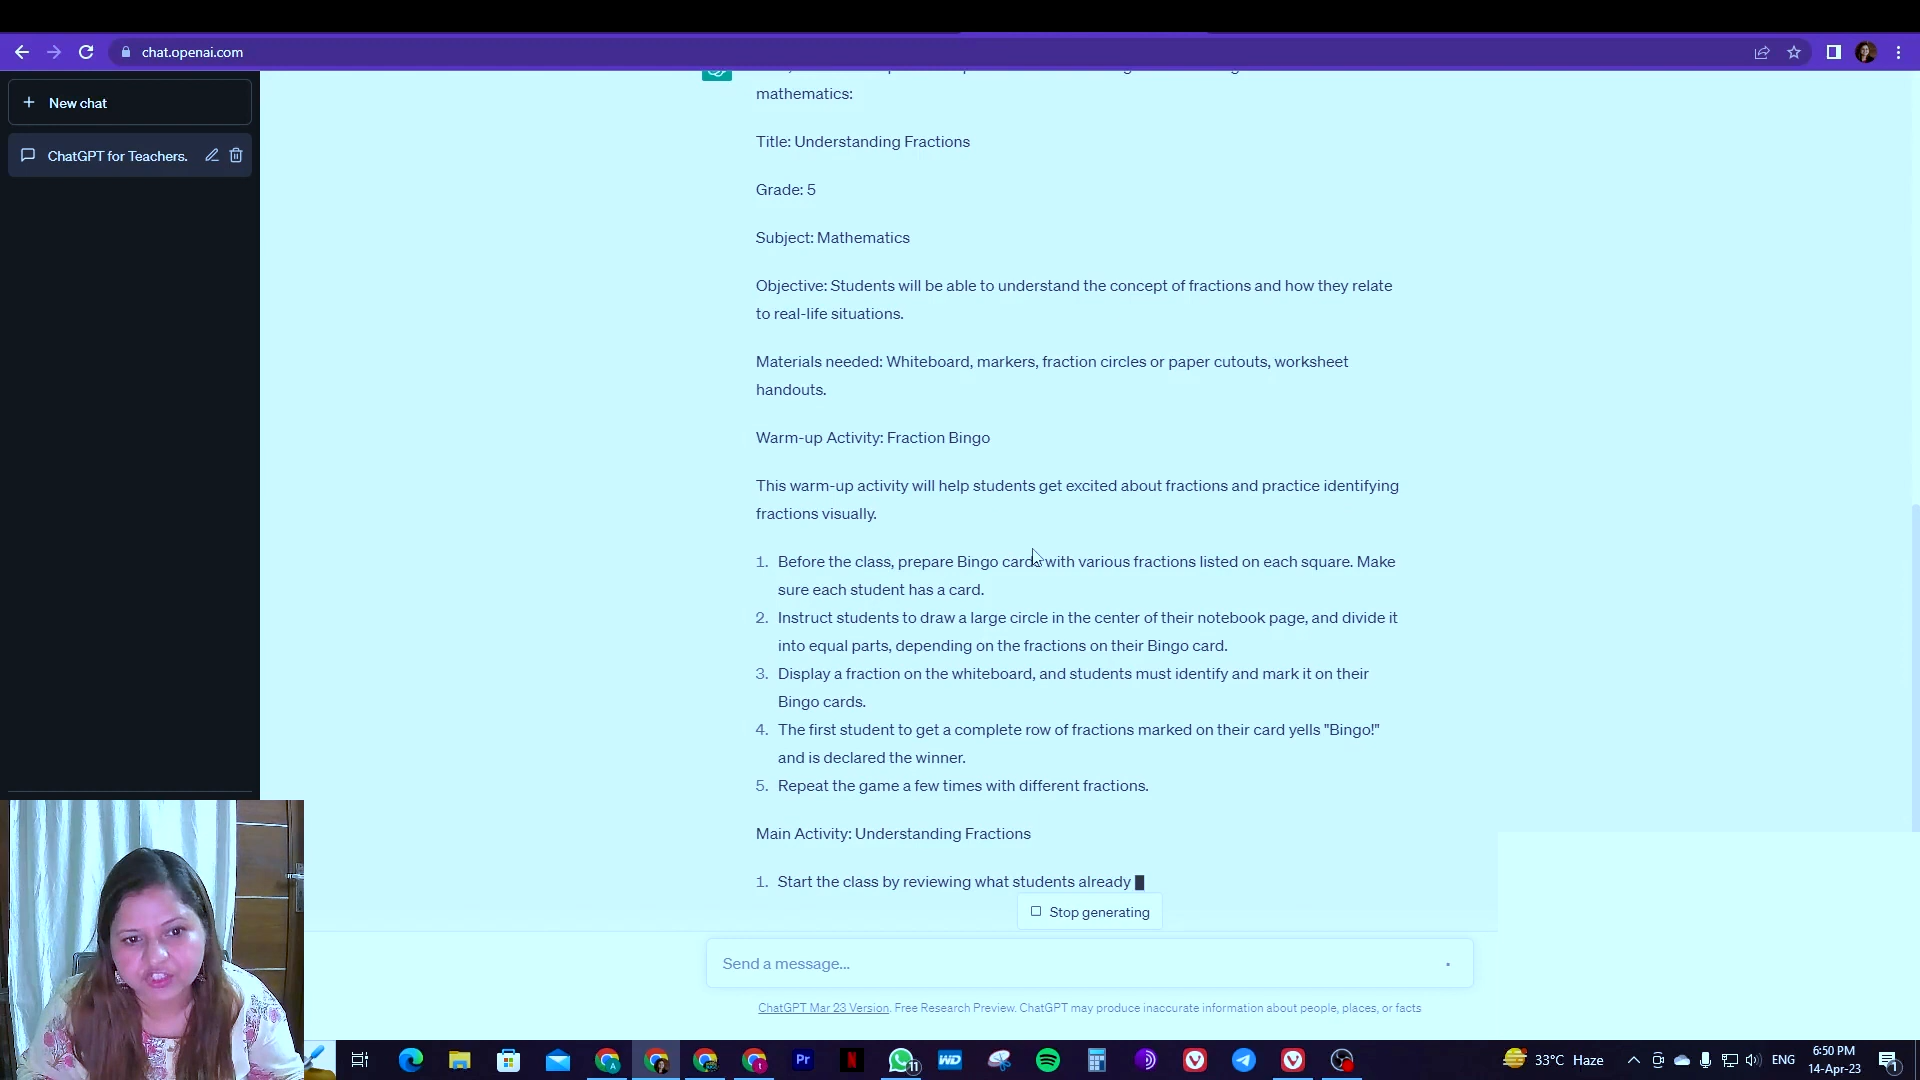 chat.openai.com
New chat
ChatGPT for Teachers.
mathematics:
Title: Understanding Fractions
Grade: 5
Subject: Mathematics
Objective: Students will be able to understand the concept of fractions and how they relate
to real-life situations.
Materials needed: Whiteboard, markers, fraction circles or paper cutouts, worksheet
handouts.
Warm-up Activity: Fraction Bingo
This warm-up activity will help students get excited about fractions and practice identifying
fractions visually.
1. Before the class, prepare Bingo cards with various fractions listed on each square. Make
sure each student has a card.
2. Instruct students to draw a large circle in the center of their notebook page, and divide it
into equal parts, depending on the fractions on their Bingo card.
3. Display a fraction on the whiteboard, and students must identify and mark it on their
Bingo cards.
4. The first student to get a complete row of fractions marked on their card yells "Bingo!"
and is declared the winner.
5. Repeat the game a few times with different fractions.
Main Activity: Understanding Fractions
1. Start the class by reviewing what students already
Stop generating
Send a message...
ChatGPT Mar 23 Version. Free Research Preview. ChatGPT may produce inaccurate information about people, places, or facts
Pr
N
11
WD
33°C Haze
ENG
6:50 PM
14-Apr-23
1